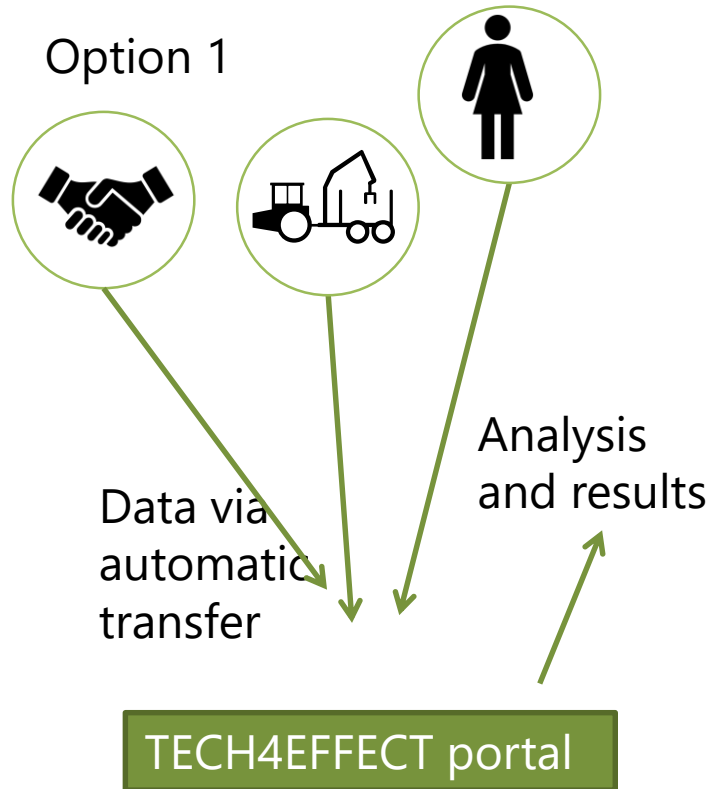 Option 1
Analysis
and results
Data via
automatic
transfer
TECH4EFFECT portal